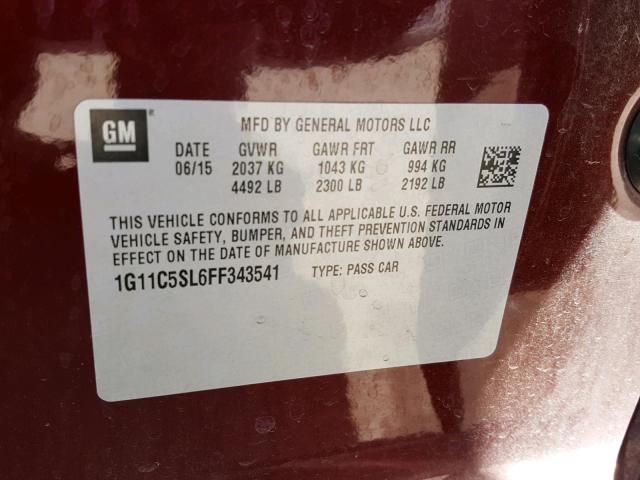 GM
MFD BY GENERAL MOTORS LLC
DATE GVWR GAWR FRT GAWR RR
06/15 2037 KG 1043 KG 994 KG
4492 LB 2300 LB 2192 LB
THIS VEHICLE CONFORMS TO ALL APPLICABLE U.S. FEDERAL MOTOR
VEHICLE SAFETY, BUMPER, AND THEFT PREVENTION STANDARDS IN
EFFECT ON THE DATE OF MANUFACTURE SHOWN ABOVE.
1G11C5SL6FF343541 TYPE: PASS CAR